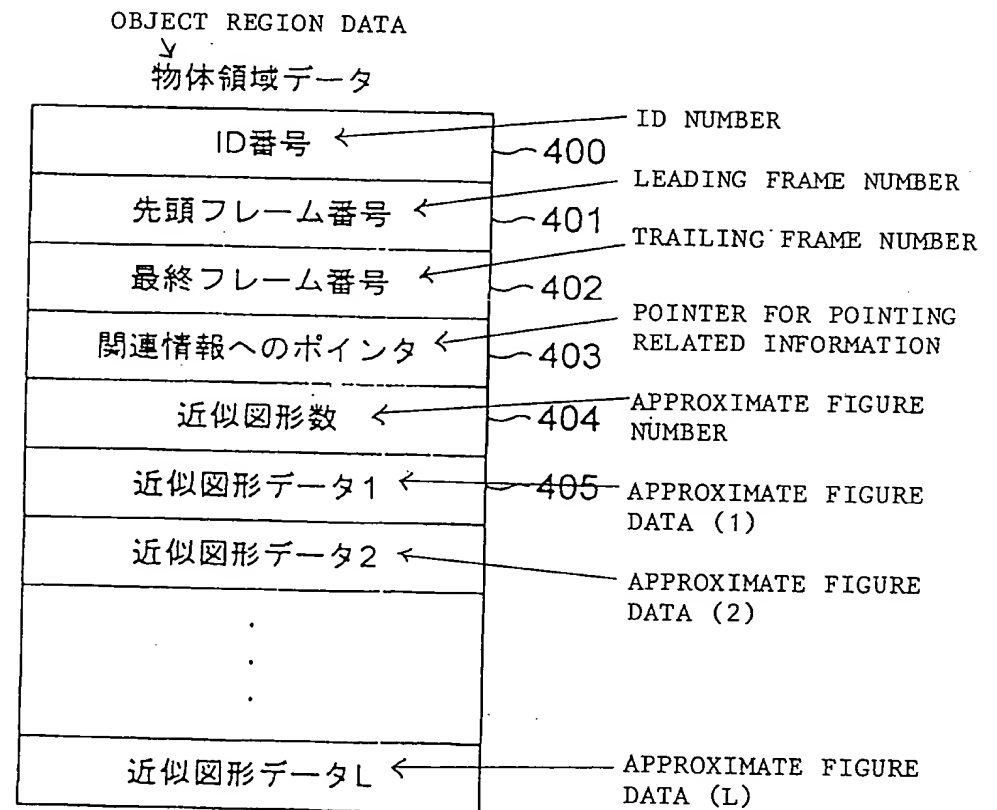 OBJECT REGION DATA
物体領域データ
ID番号
400
ID NUMBER
先頭フレーム番号
401
LEADING FRAME NUMBER
最終フレーム番号
402
TRAILING FRAME NUMBER
関連情報へのポインタ
403
POINTER FOR POINTING
RELATED INFORMATION
近似図形数
404
APPROXIMATE FIGURE
NUMBER
近似図形データ1
405
APPROXIMATE FIGURE
DATA (1)
近似図形データ2
APPROXIMATE FIGURE
DATA (2)
近似図形データL
APPROXIMATE FIGURE
DATA (L)